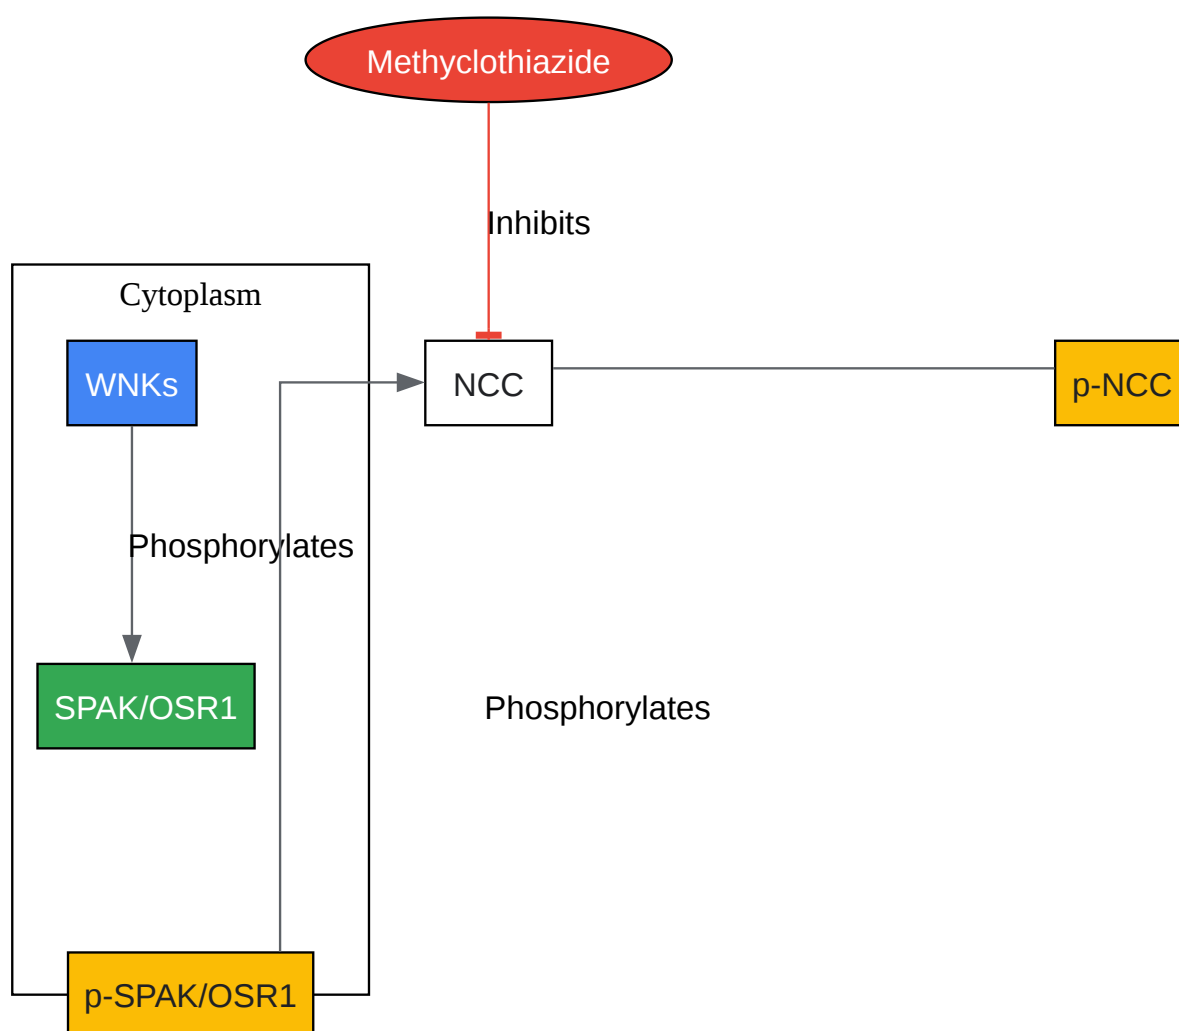 Methyclothiazide
Inhibits
Cytoplasm
WNKs
NCC
p-NCC
Phosphorylates
SPAK/OSR1
Phosphorylates
p-SPAK/OSR1